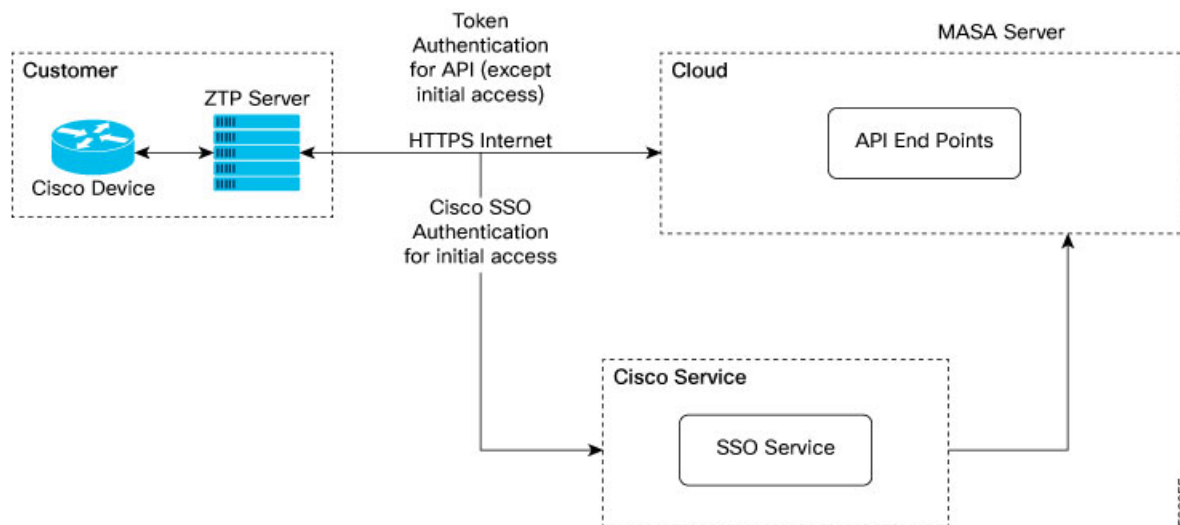 Token
Authentication
for API (except
initial access)
MASA Server
Customer
Cloud
ZTP Server
API End Points
HTTPS Internet
Cisco Device
Cisco SSO
Authentication
for initial access
Cisco Service
SSO Service